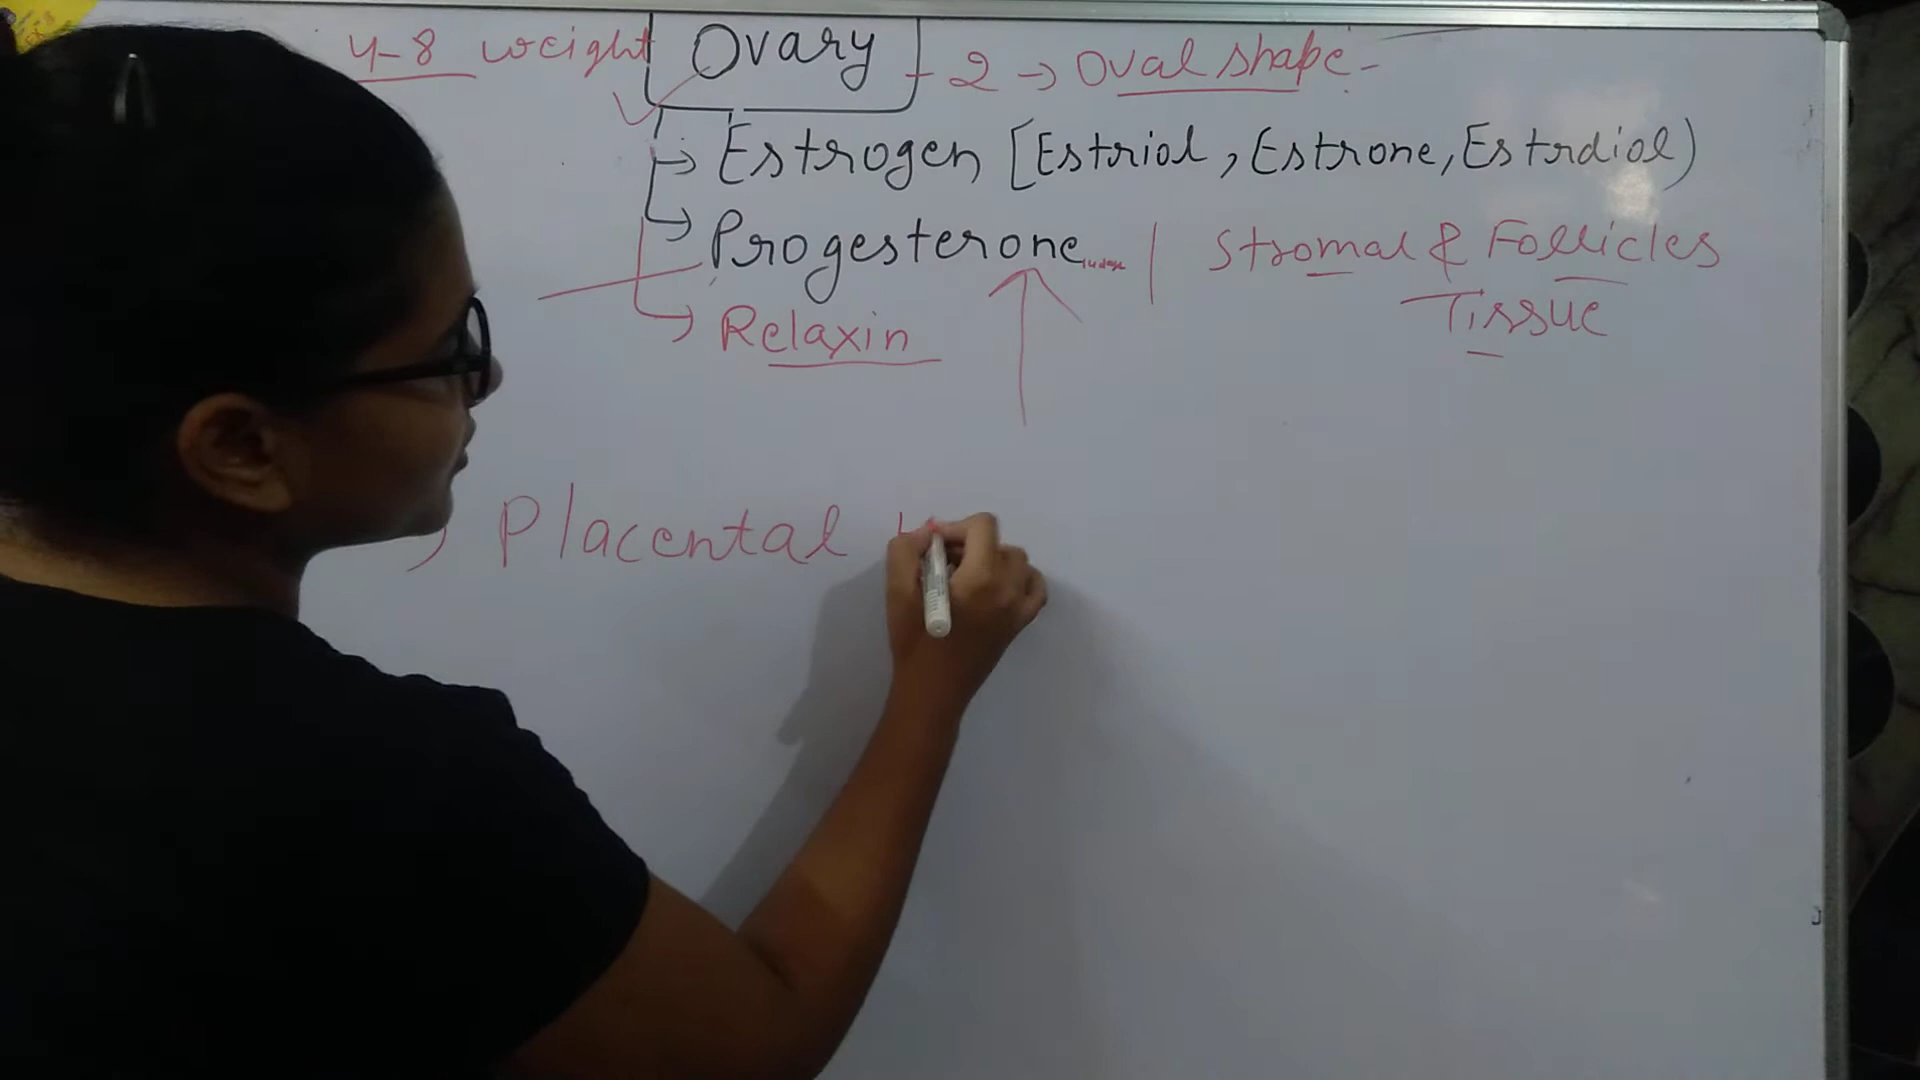 4-8 weight Ovary - 2 → Oval shape -
→ Estrogen [Estriol, Estrone, Estrdiol)
→ Progesterone | Stromal & Follicles
→ Relaxin Tissue
Placental